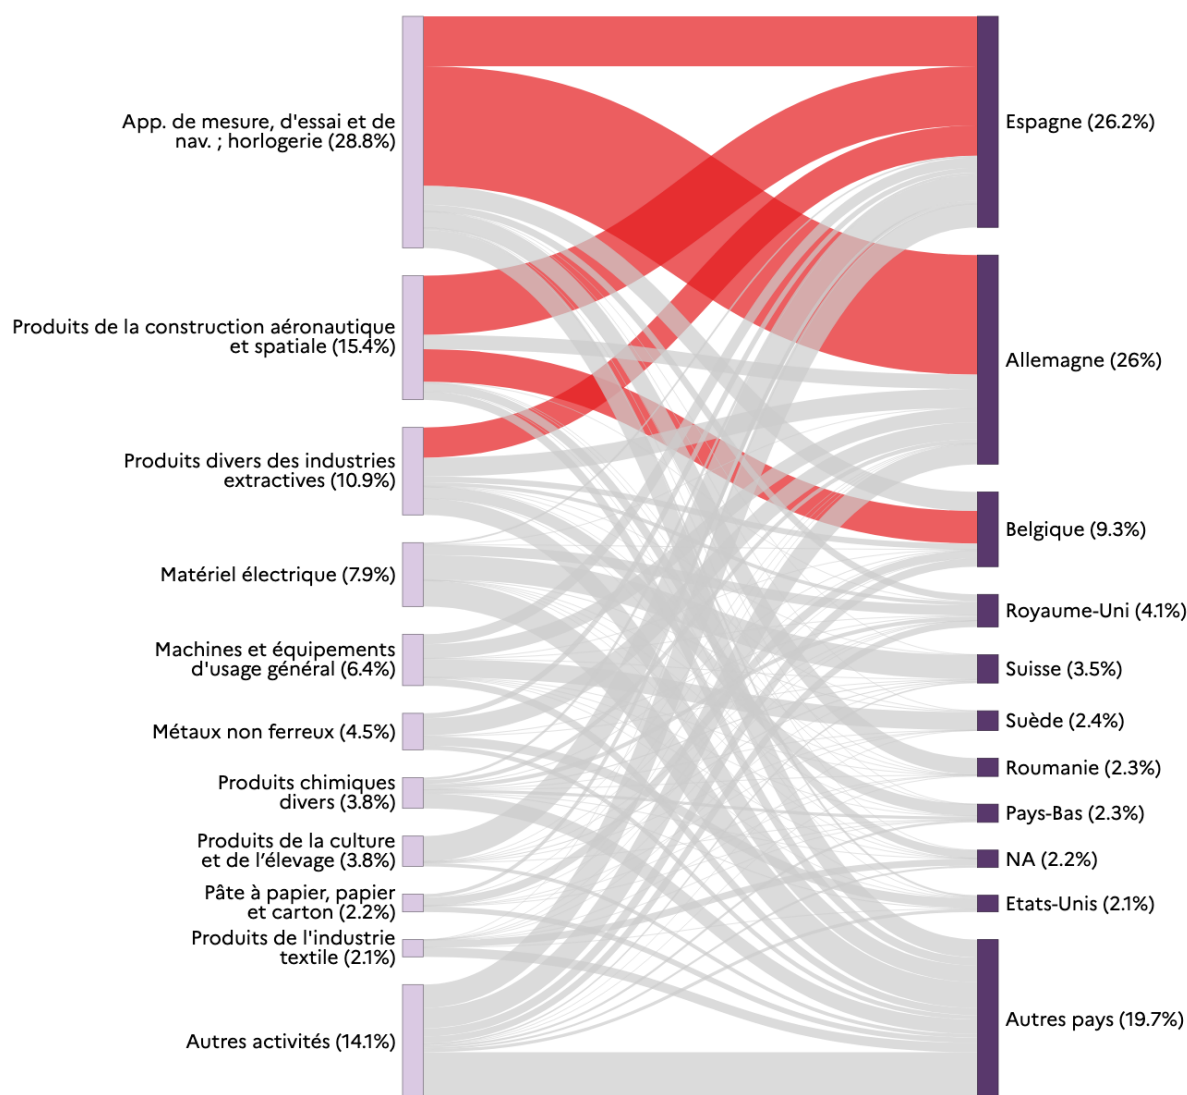 App. de mesure, d'essai et de
nav. ; horlogerie (28.8%)
Produits de la construction aéronautique
et spatiale (15.4%)
Produits divers des industries
extractives (10.9%)
Matériel électrique (7.9%)
Machines et équipements
d'usage général (6.4%)
Métaux non ferreux (4.5%)
Produits chimiques
divers (3.8%)
Produits de la culture
et de l’élevage (3.8%)
Pâte à papier, papier
et carton (2.2%)
Produits de l'industrie
textile (2.1%)
Autres activités (14.1%)
Espagne (26.2%)
Allemagne (26%)
Belgique (9.3%)
Royaume-Uni (4.1%)
Suisse (3.5%)
Suède (2.4%)
Roumanie (2.3%)
Pays-Bas (2.3%)
NA (2.2%)
Etats-Unis (2.1%)
Autres pays (19.7%)